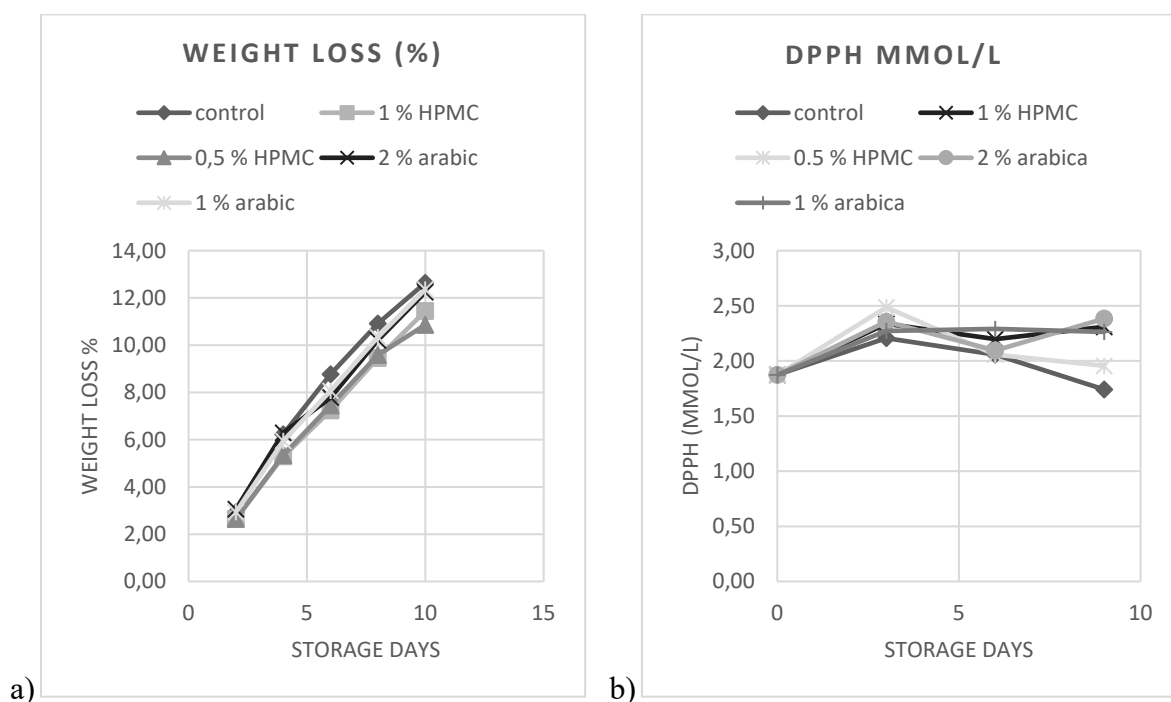 WEIGHT LOSS (%)
control
1 % HPMC
0,5 % HPMC
2 % arabic
1 % arabic
14,00
12,00
10,00
8,00
6,00
4,00
2,00
0,00
WEIGHT LOSS %
0
5
10
15
STORAGE DAYS
a)
DPPH MMOL/L
control
1 % HPMC
0.5 % HPMC
2 % arabica
1 % arabica
3,00
2,50
2,00
1,50
1,00
0,50
0,00
DPPH (MMOL/L)
0
5
10
STORAGE DAYS
b)